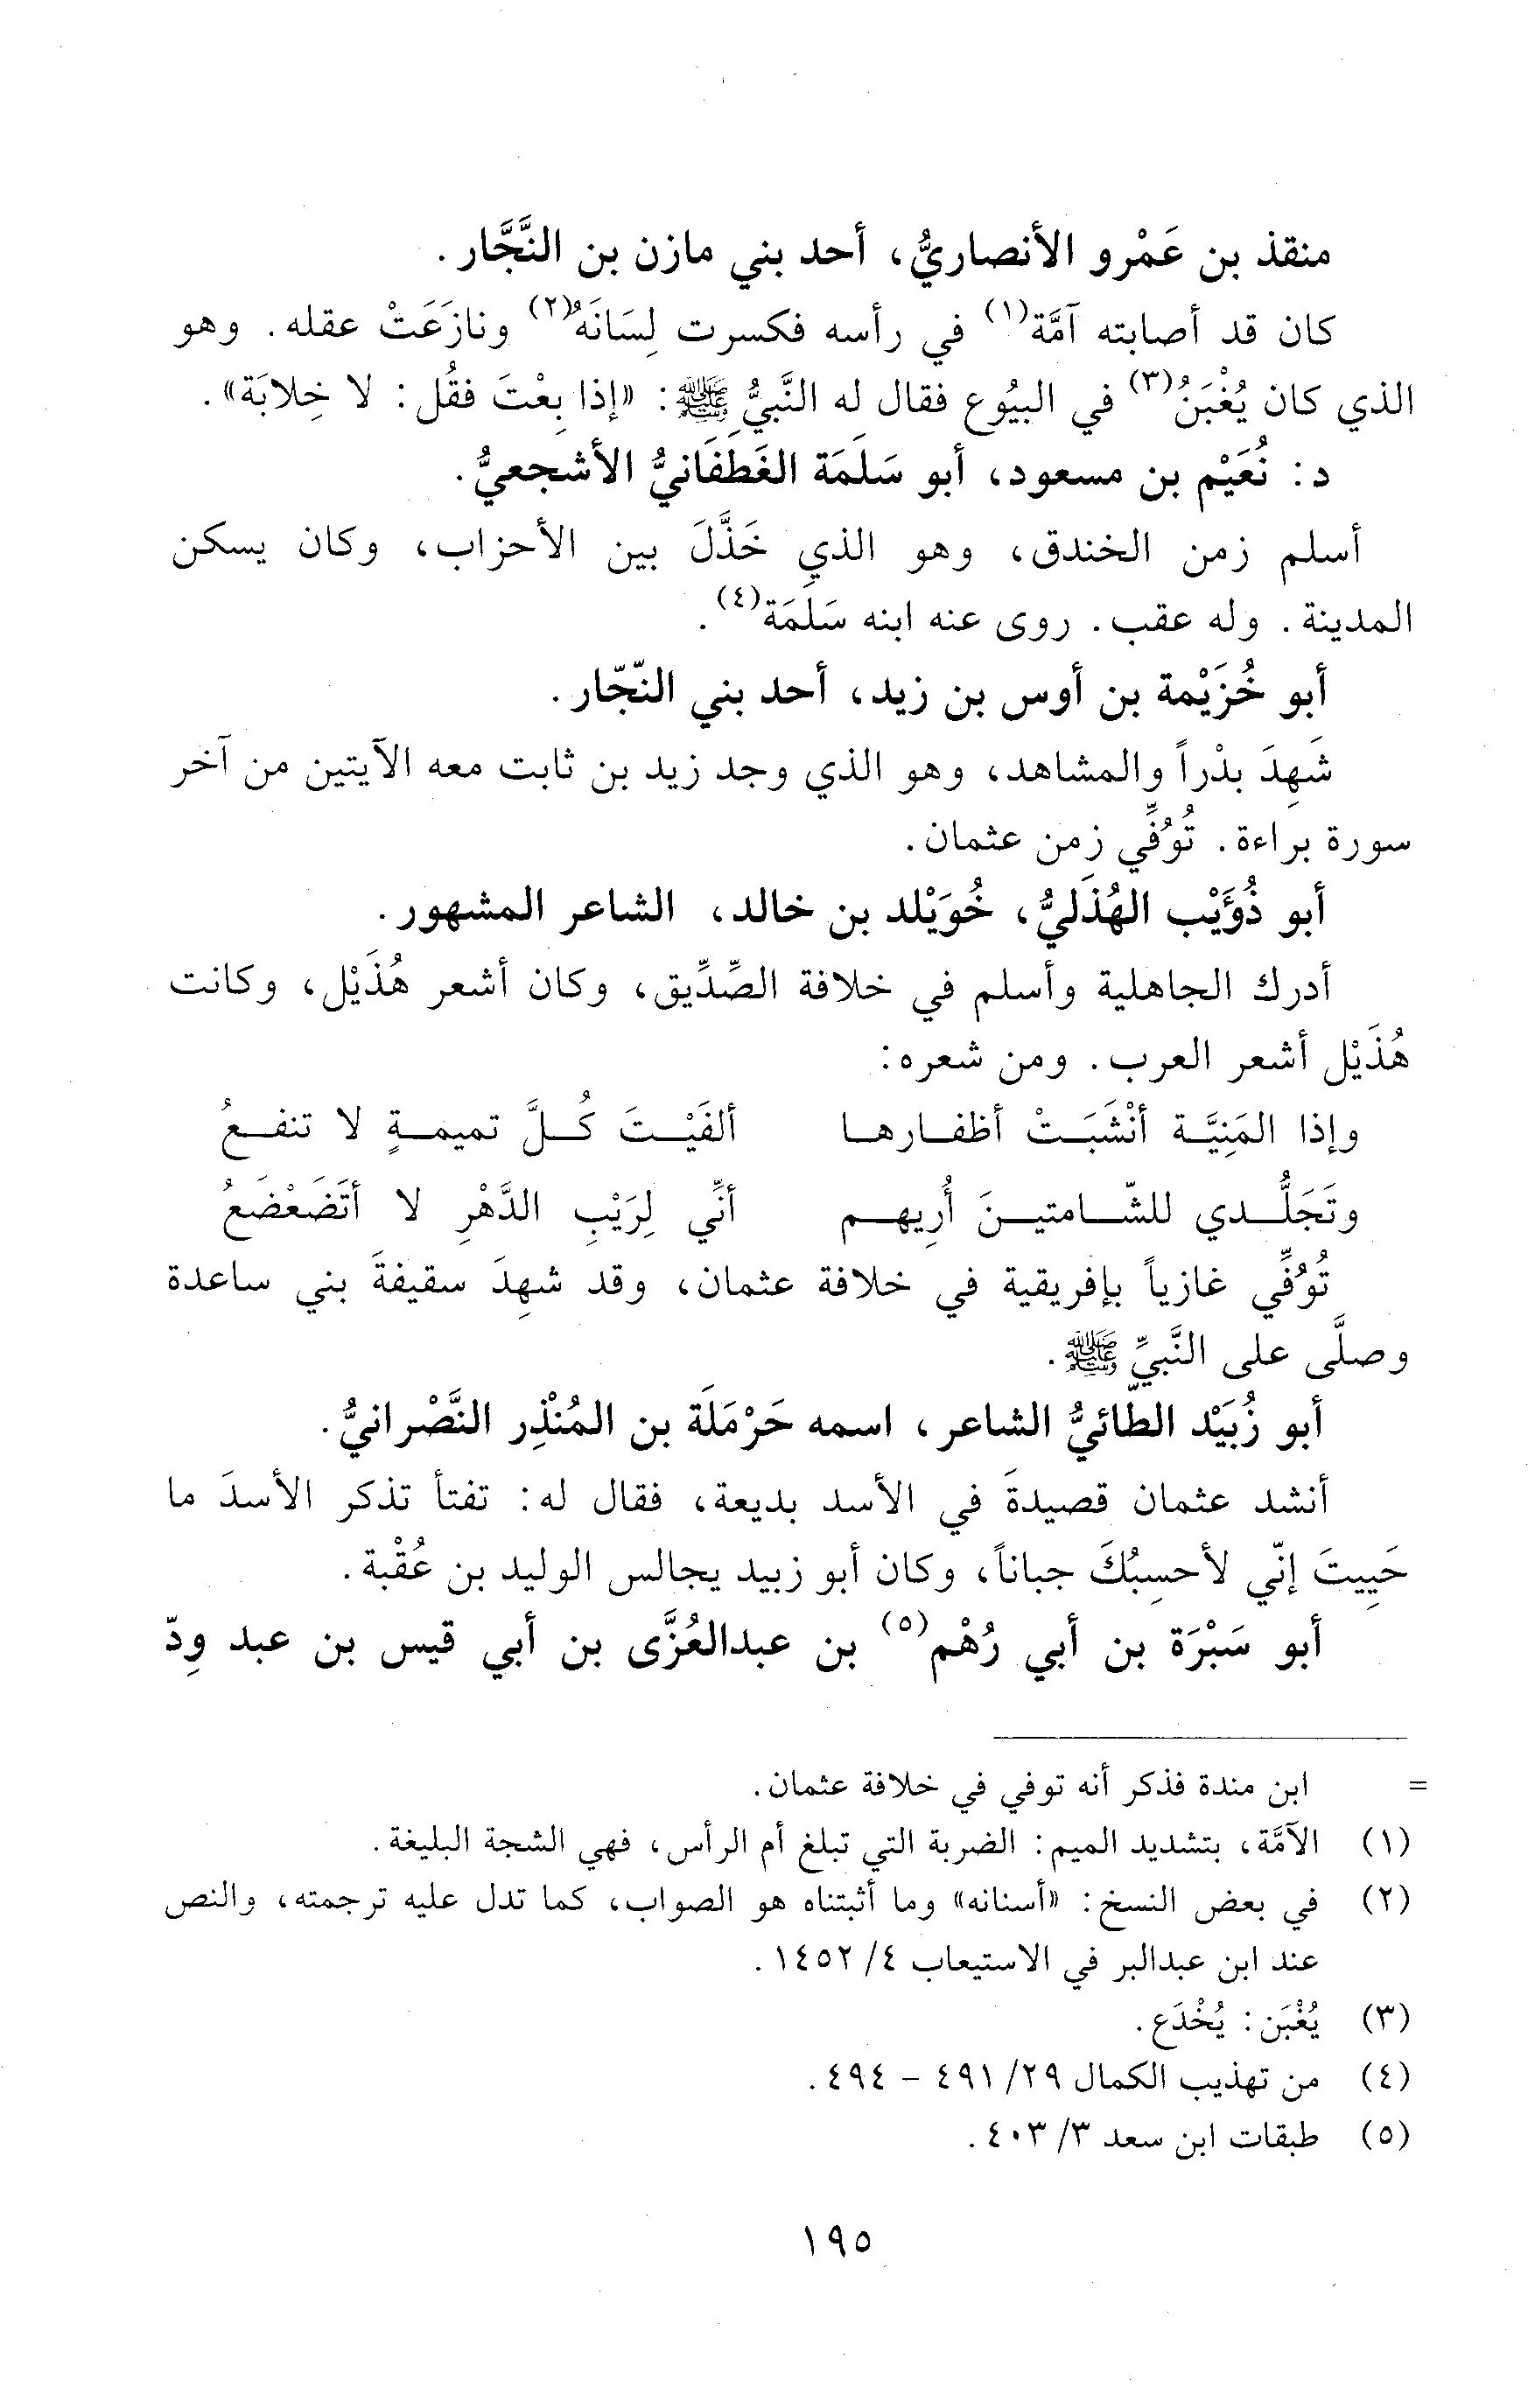 منقذ بن عَمْرو الأنصاريُّ، أحد بني مازن بن النَّجَّار.
كان قد أصابته آمَّة(١) في رأسه فكسرت لِسَانَهُ(٢) ونازَعَتْ عقله. وهو
الذي كان يُغْبَنُ(٣) في البيُوع فقال له النَّبيُّ ﷺ: «إذا بِعْتَ فقُل: لا خِلابَة».
د: نُعَيْم بن مسعود، أبو سَلَمَة الغَطَفَانيُّ الأشجعيُّ.
أسلم زمن الخندق، وهو الذي خَذَّلَ بين الأحزاب، وكان يسكن
المدينة. وله عقب. روى عنه ابنه سَلَمَة(٤).
أبو خُزَيْمة بن أوس بن زيد، أحد بني النّجّار.
شَهِدَ بدْراً والمشاهد، وهو الذي وجد زيد بن ثابت معه الآيتين من آخر
سورة براءة. تُوُفِّي زمن عثمان.
أبو ذُؤَيْب الهُذَليُّ، خُوَيْلد بن خالد، الشاعر المشهور.
أدرك الجاهلية وأسلم في خلافة الصِّدِّيق، وكان أشعر هُذَيْل، وكانت
هُذَيْل أشعر العرب. ومن شعره:
وإذا المَنِيَّـة أنْشَبَـتْ أظفـارهـا ألفَيْـتَ كُـلَّ تميمـةٍ لا تنفـعُ
وتَجَلُّـدي للشّـامتيـنَ أُرِيهـم أنِّي لِرَيْبِ الدَّهْرِ لا أتَضَعْضَعُ
تُوُفِّي غازياً بإفريقية في خلافة عثمان، وقد شهِدَ سقيفةَ بني ساعدة
وصلَّى على النَّبيِّ ﷺ.
أبو زُبَيْد الطّائيُّ الشاعر، اسمه حَرْمَلَة بن المُنْذِر النَّصْرانيُّ.
أنشد عثمان قصيدةَ في الأسد بديعة، فقال له: تفتأ تذكر الأسدَ ما
حَيِيتَ إنّي لأحسِبُكَ جباناً، وكان أبو زبيد يجالس الوليد بن عُقْبة.
أبو سَبْرَة بن أبي رُهْم(٥) بن عبدالعُزَّى بن أبي قيس بن عبد وِدّ
= ابن مندة فذكر أنه توفي في خلافة عثمان.
(١) الآمَّة، بتشديد الميم: الضربة التي تبلغ أم الرأس، فهي الشجة البليغة.
(٢) في بعض النسخ: «أسنانه» وما أثبتناه هو الصواب، كما تدل عليه ترجمته، والنص
عند ابن عبدالبر في الاستيعاب ٤/ ١٤٥٢.
(٣) يُغْبَن: يُخْدَع.
(٤) من تهذيب الكمال ٢٩/ ٤٩١ - ٤٩٤.
(٥) طبقات ابن سعد ٣/ ٤٠٣.
١٩٥